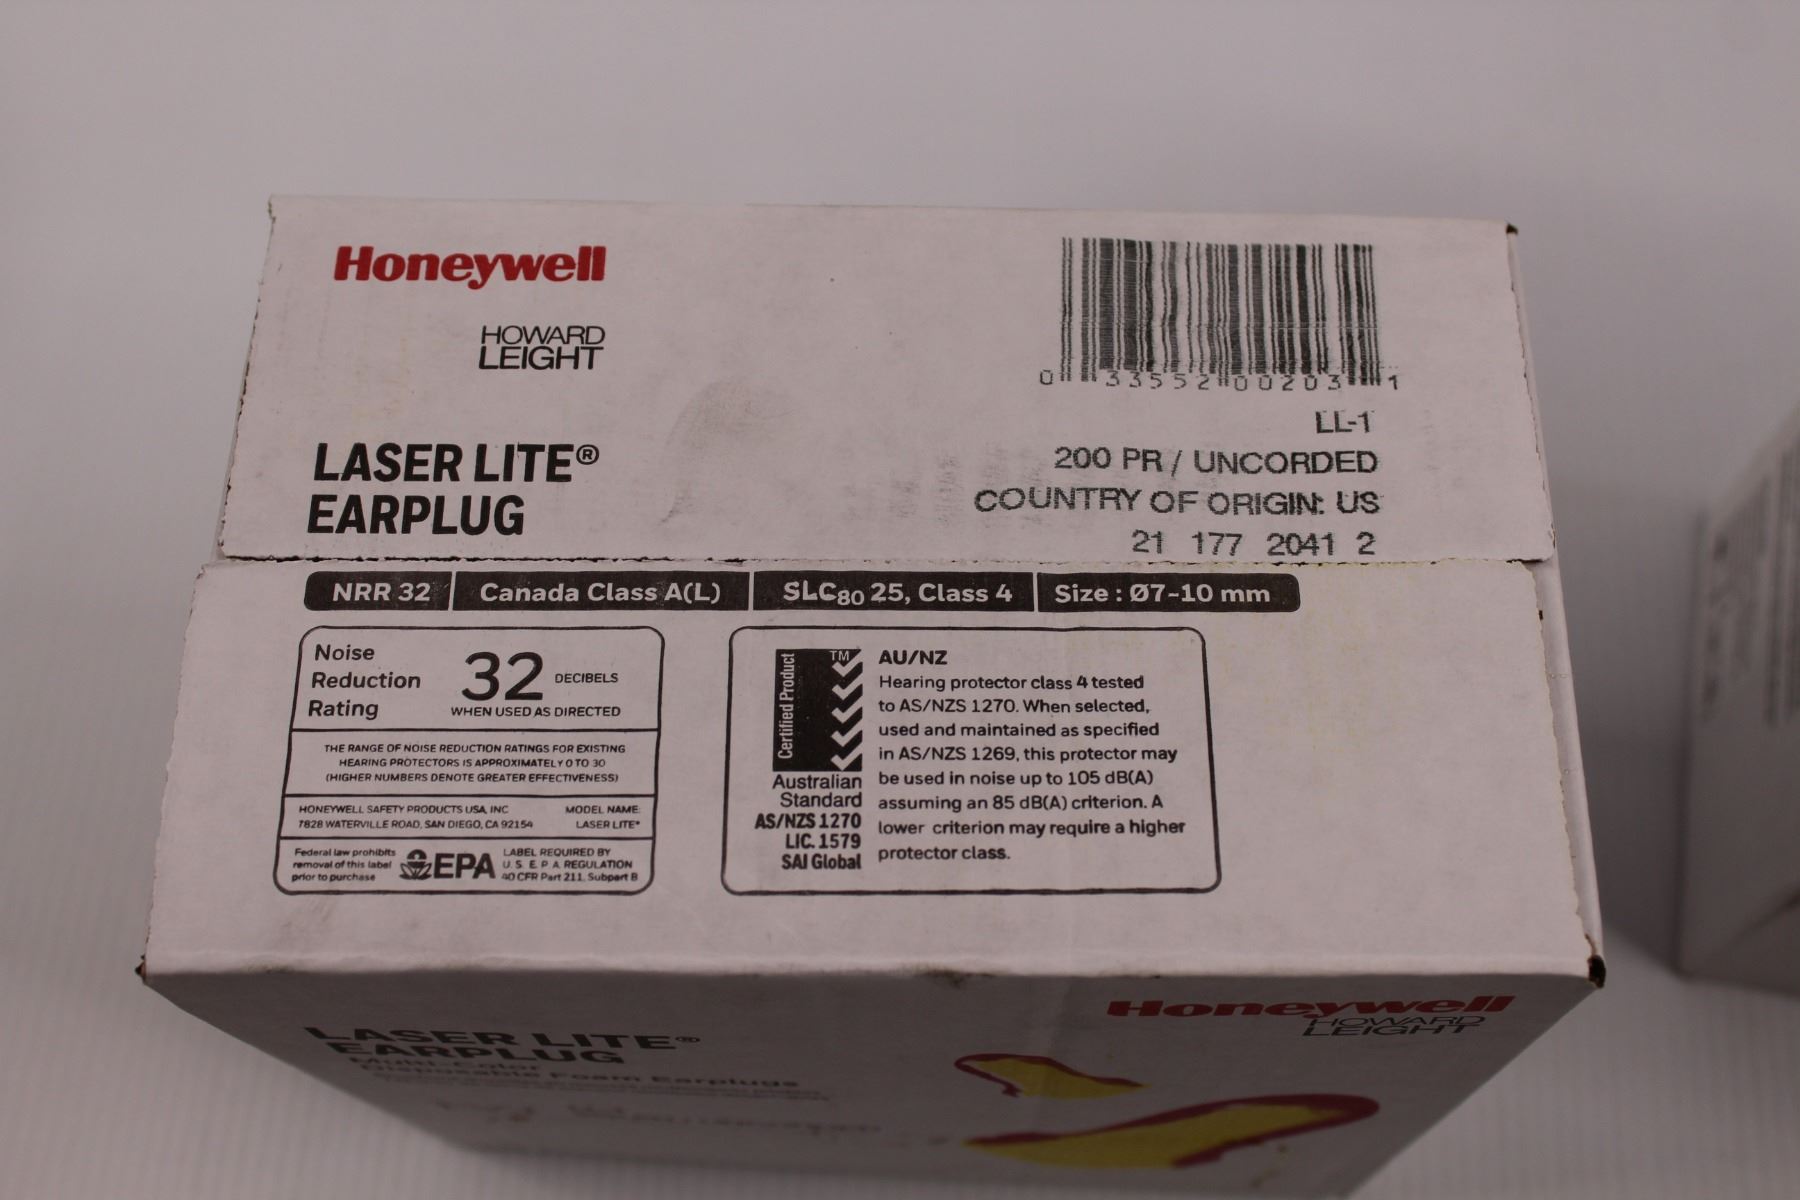 Honeywell
HOWARD
LEIGHT
LASER LITE®
EARPLUG
0 33552 00203 1
LL-1
200 PR / UNCORDED
COUNTRY OF ORIGIN: US
21 177 2041 2
NRR 32
Canada Class A(L)
SLC80 25, Class 4
Size : Ø7-10 mm
Noise
Reduction
Rating
32 DECIBELS
WHEN USED AS DIRECTED
THE RANGE OF NOISE REDUCTION RATINGS FOR EXISTING
HEARING PROTECTORS IS APPROXIMATELY 0 TO 30
(HIGHER NUMBERS DENOTE GREATER EFFECTIVENESS)
HONEYWELL SAFETY PRODUCTS USA, INC
7828 WATERVILLE ROAD, SAN DIEGO, CA 92154
MODEL NAME:
LASER LITE®
Federal law prohibits
removal of this label
prior to purchase
EPA
LABEL REQUIRED BY
U. S. E. P. A. REGULATION
40 CFR Part 211, Subpart B
Certified Product
TM
Australian
Standard
AS/NZS 1270
LIC. 1579
SAI Global
AU/NZ
Hearing protector class 4 tested
to AS/NZS 1270. When selected,
used and maintained as specified
in AS/NZS 1269, this protector may
be used in noise up to 105 dB(A)
assuming an 85 dB(A) criterion. A
lower criterion may require a higher
protector class.
Honeywell
HOWARD
LEIGHT
LASER LITE®
EARPLUG
Multi-Color
Disposable Foam Earplugs